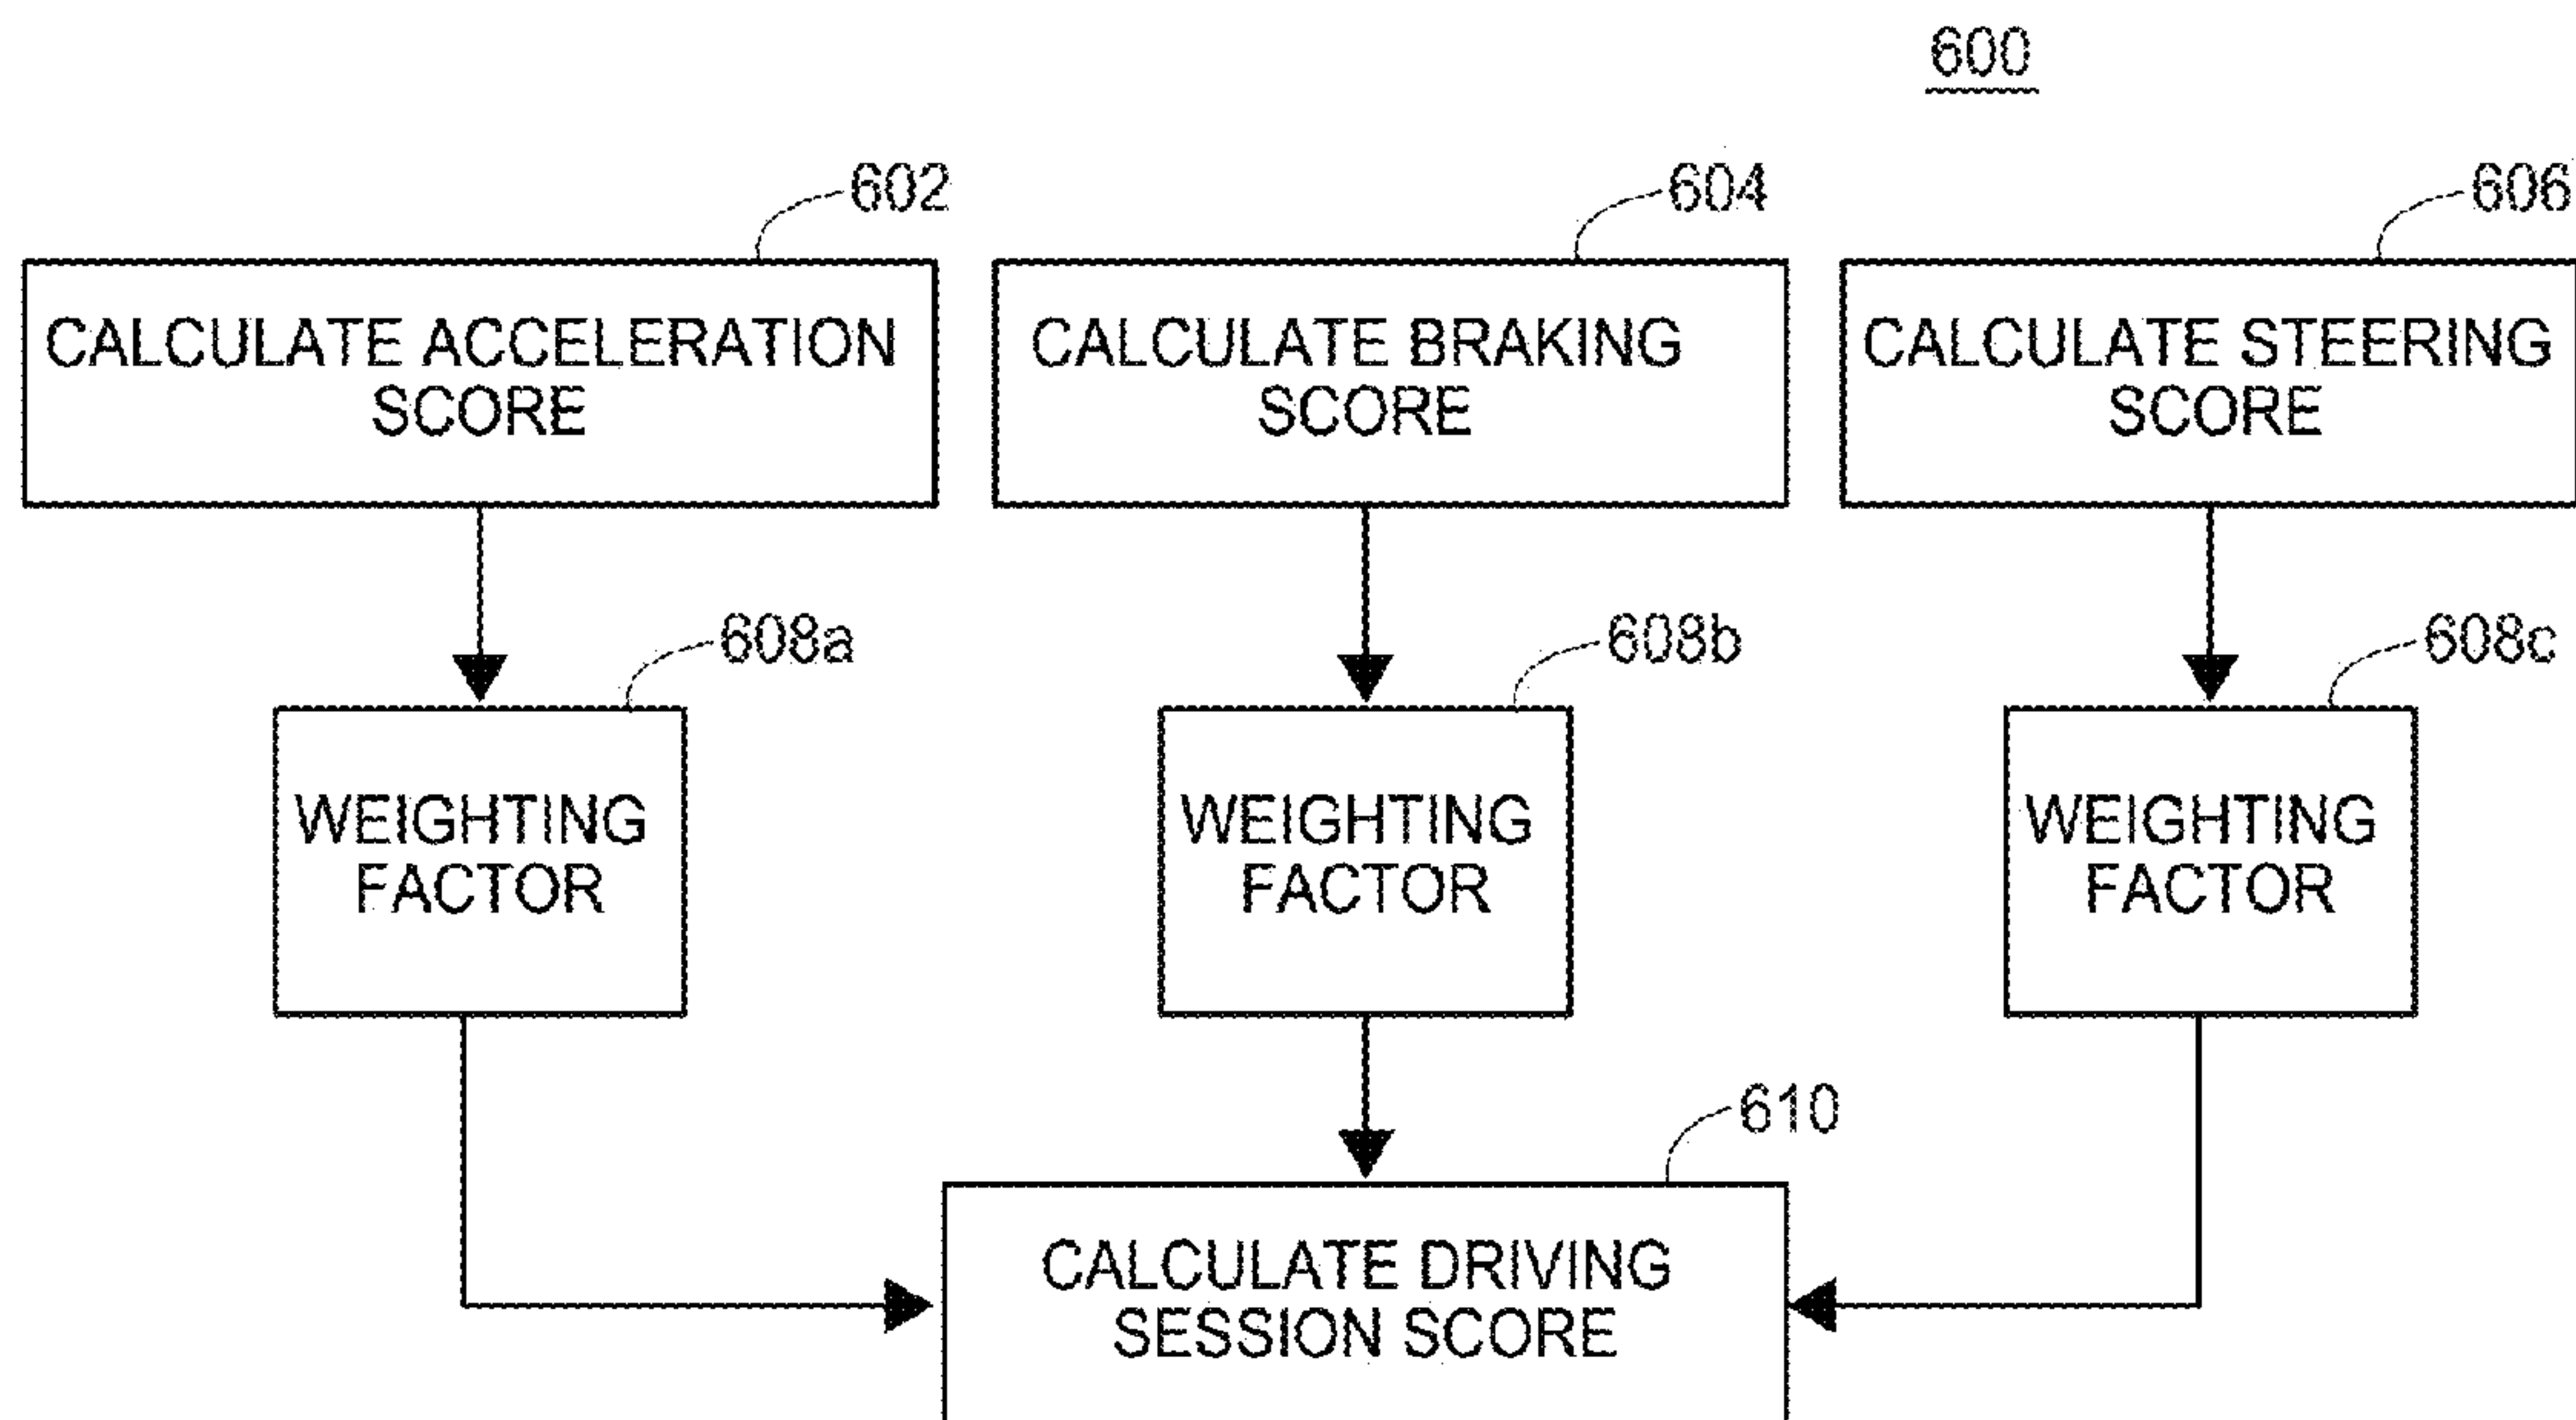 600
602
604
606
CALCULATE ACCELERATION
SCORE
CALCULATE BRAKING
SCORE
CALCULATE STEERING
SCORE
608a
608b
608c
WEIGHTING
FACTOR
WEIGHTING
FACTOR
WEIGHTING
FACTOR
610
CALCULATE DRIVING
SESSION SCORE